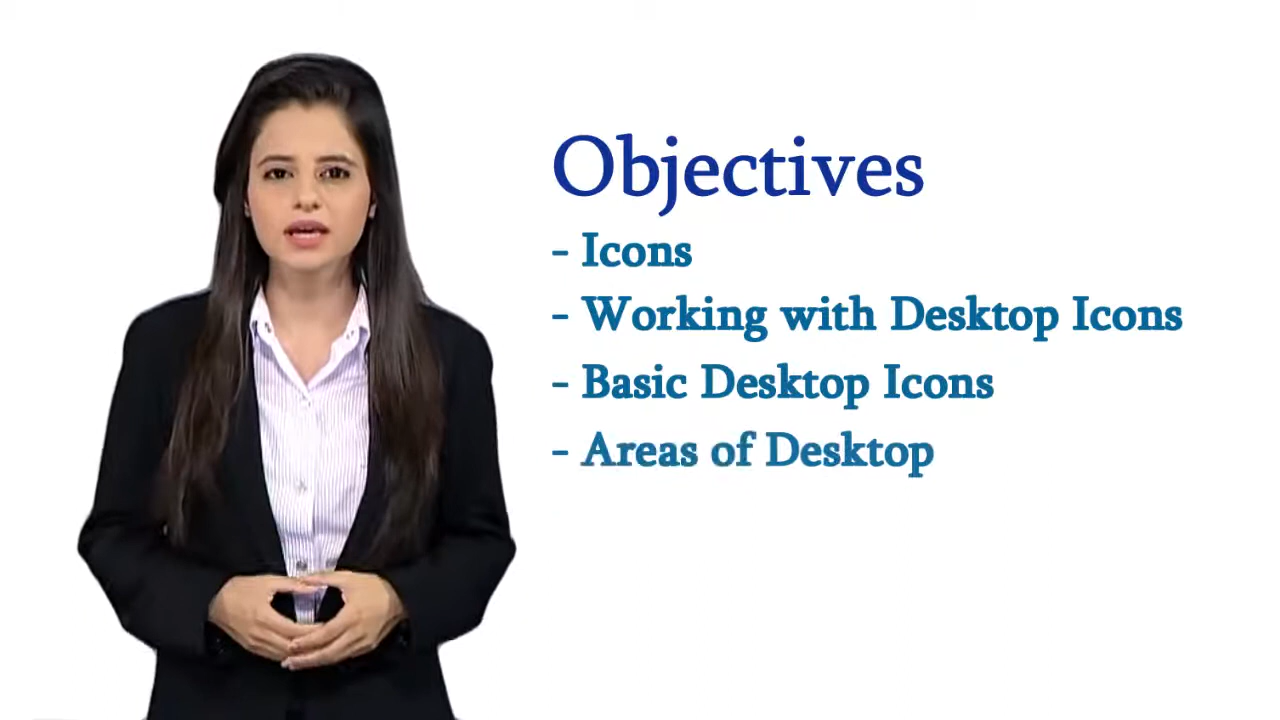 Objectives
- Icons
- Working with Desktop Icons
- Basic Desktop Icons
- Areas of Desktop